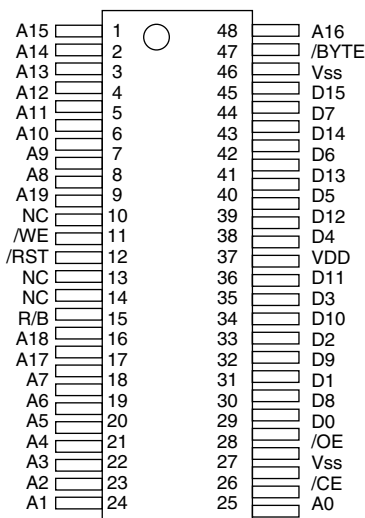 A15 1 48 A16
A14 2 47 /BYTE
A13 3 46 Vss
A12 4 45 D15
A11 5 44 D7
A10 6 43 D14
A9 7 42 D6
A8 8 41 D13
A19 9 40 D5
NC 10 39 D12
/WE 11 38 D4
/RST 12 37 VDD
NC 13 36 D11
NC 14 35 D3
R/B 15 34 D10
A18 16 33 D2
A17 17 32 D9
A7 18 31 D1
A6 19 30 D8
A5 20 29 D0
A4 21 28 /OE
A3 22 27 Vss
A2 23 26 /CE
A1 24 25 A0